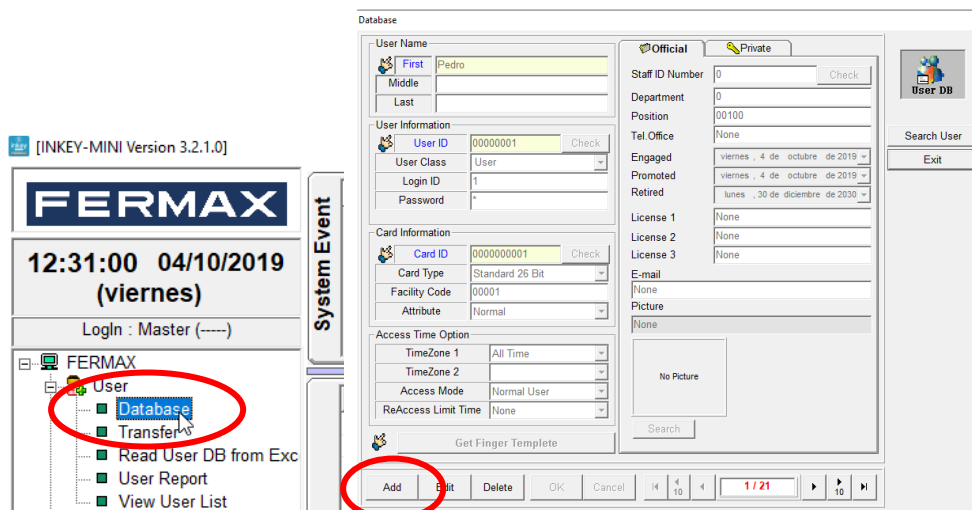 [INKEY-MINI Version 3.2.1.0]
FERMAX
12:31:00 04/10/2019
(viernes)
LogIn : Master (-----)
FERMAX
User
Database
Transfer
Read User DB from Exc
User Report
View User List
System Event
Database
User Name
First Pedro
Middle
Last
User Information
User ID 00000001 Check
User Class User
Login ID 1
Password *
Card Information
Card ID 0000000001 Check
Card Type Standard 26 Bit
Facility Code 00001
Attribute Normal
Access Time Option
TimeZone 1 All Time
TimeZone 2
Access Mode Normal User
ReAccess Limit Time None
Get Finger Templete
Official Private
Staff ID Number 0 Check
Department 0
Position 00100
Tel.Office None
Engaged viernes , 4 de octubre de 2019
Promoted viernes , 4 de octubre de 2019
Retired lunes , 30 de diciembre de 2030
License 1 None
License 2 None
License 3 None
E-mail
None
Picture
None
No Picture
Search
Add Edit Delete OK Cancel 10 1 / 21 10
User DB
Search User
Exit